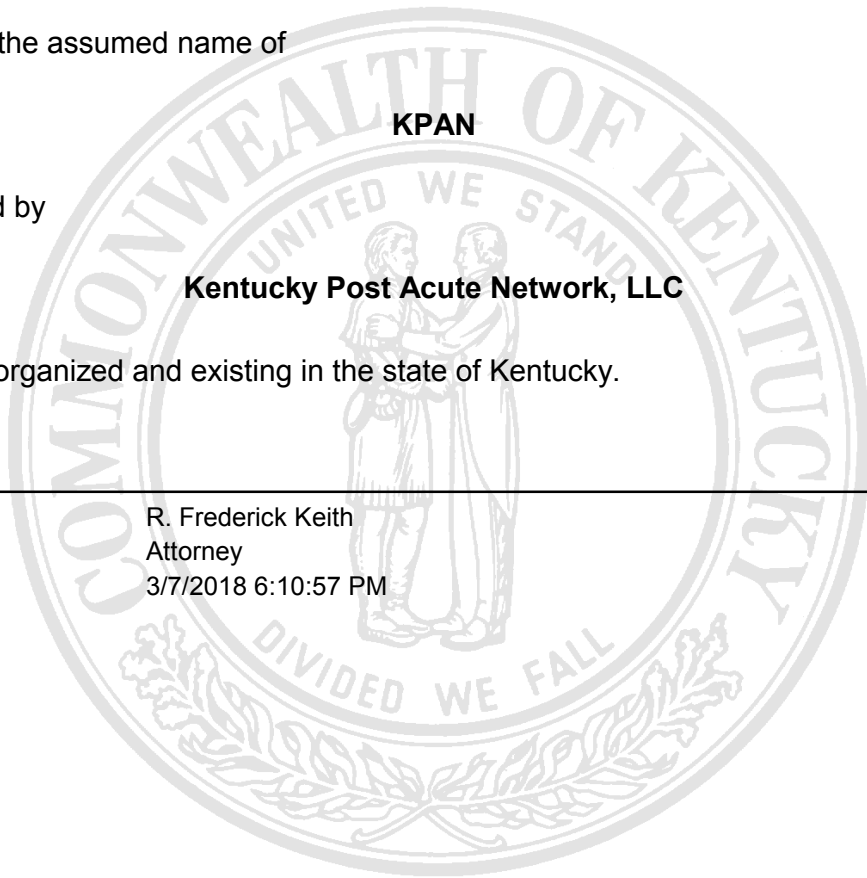 the assumed name of
KPAN
d by
Kentucky Post Acute Network, LLC
organized and existing in the state of Kentucky.
R. Frederick Keith
Attorney
3/7/2018 6:10:57 PM
COMMONWEALTH OF KENTUCKY
UNITED WE STAND
DIVIDED WE FALL